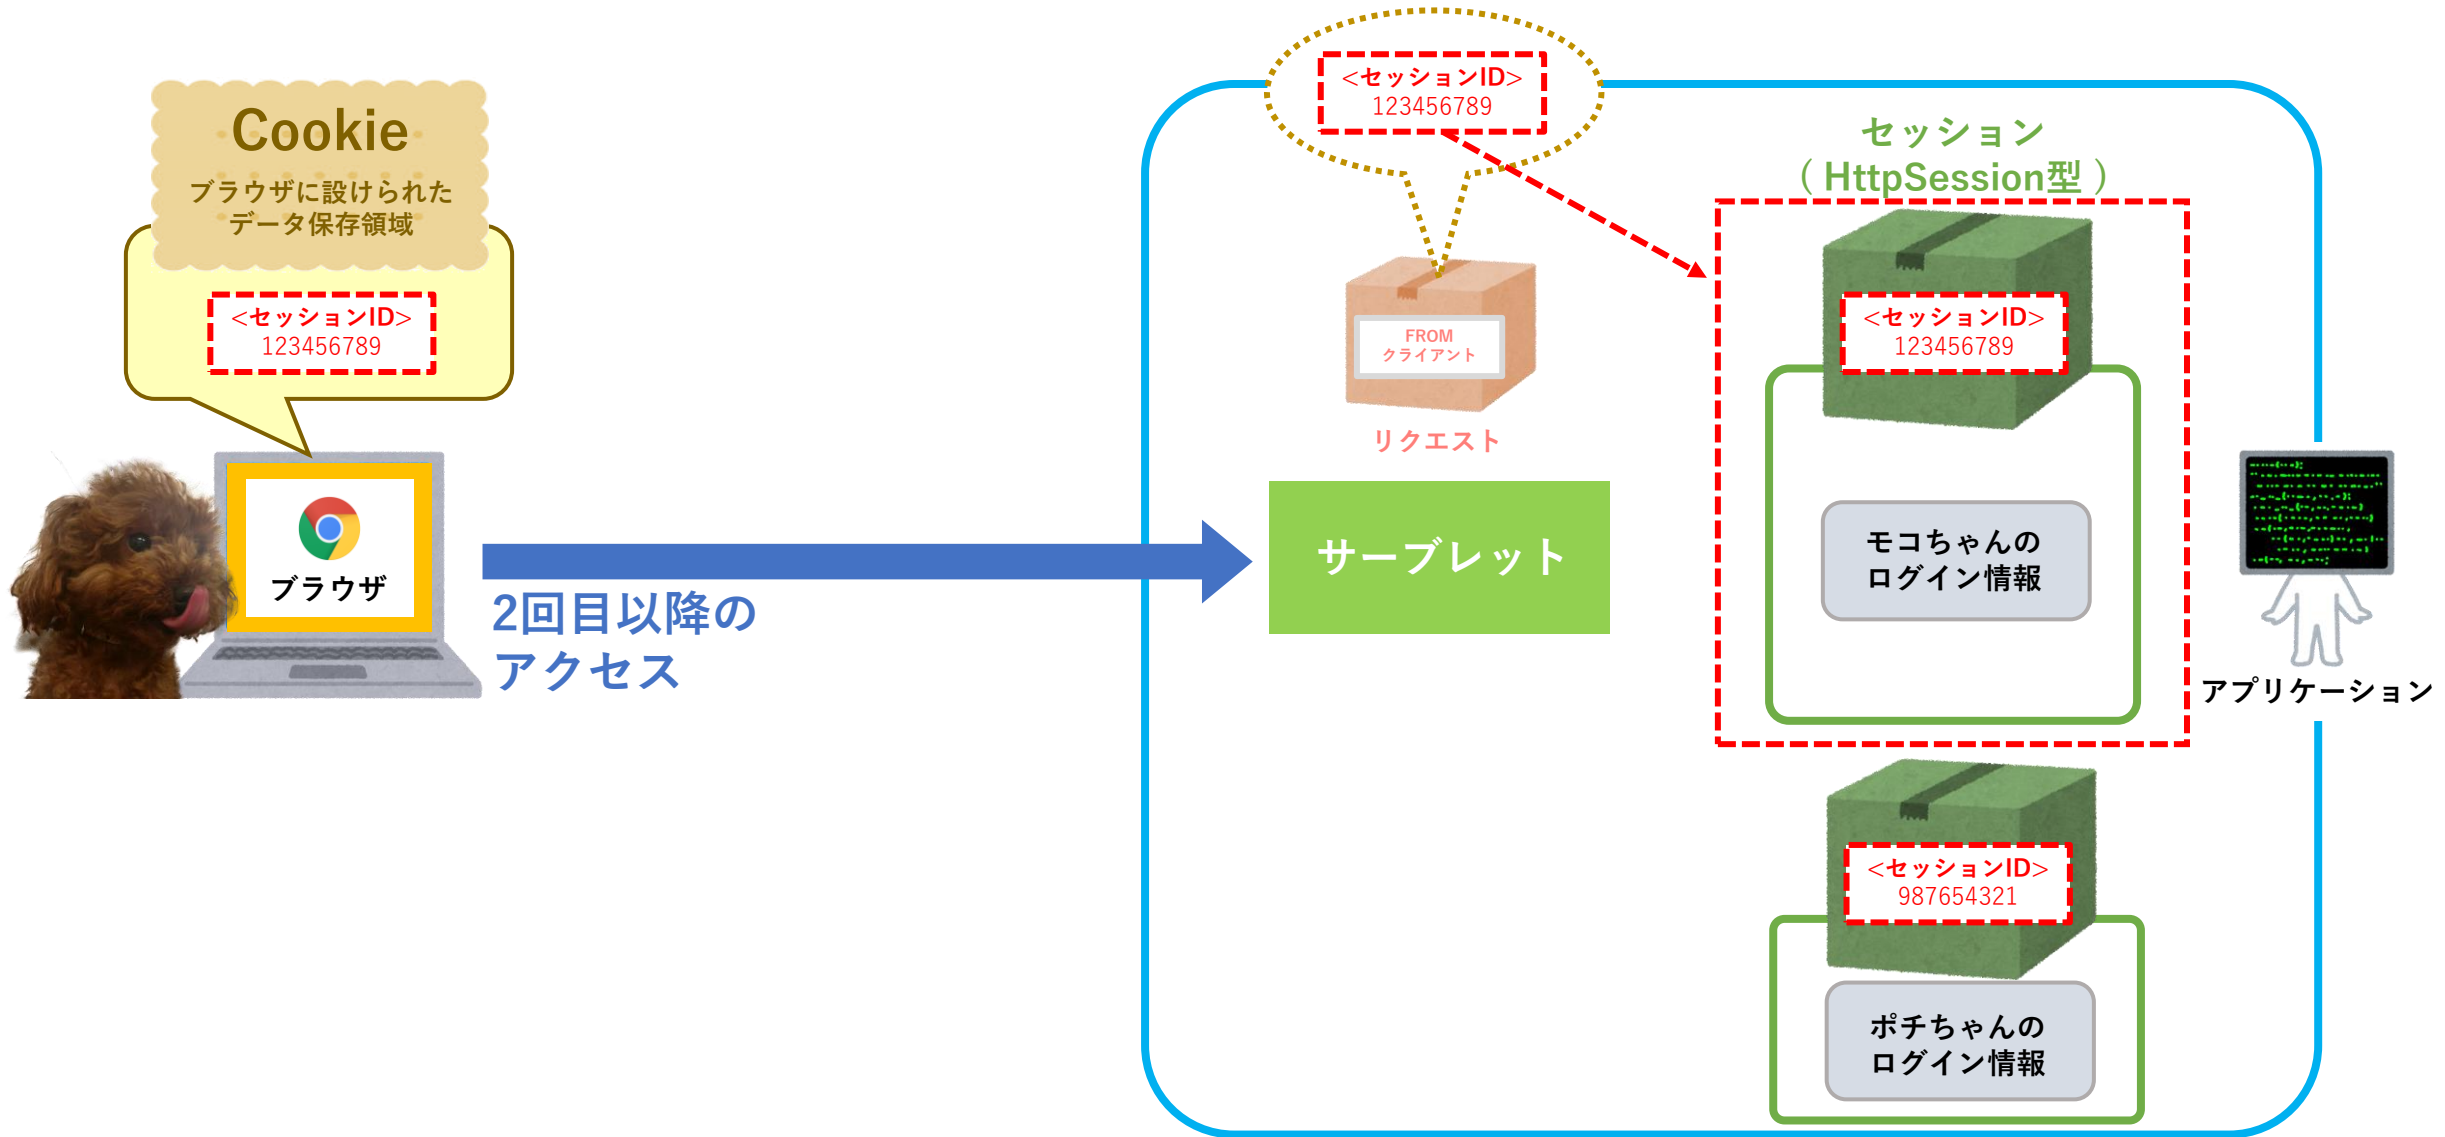 Cookie
ブラウザに設けられた
データ保存領域
<セッションID>
123456789
ブラウザ
2回目以降の
アクセス
<セッションID>
123456789
FROM
クライアント
リクエスト
サーブレット
セッション
（ HttpSession型 ）
<セッションID>
123456789
モコちゃんの
ログイン情報
<セッションID>
987654321
ポチちゃんの
ログイン情報
アプリケーション